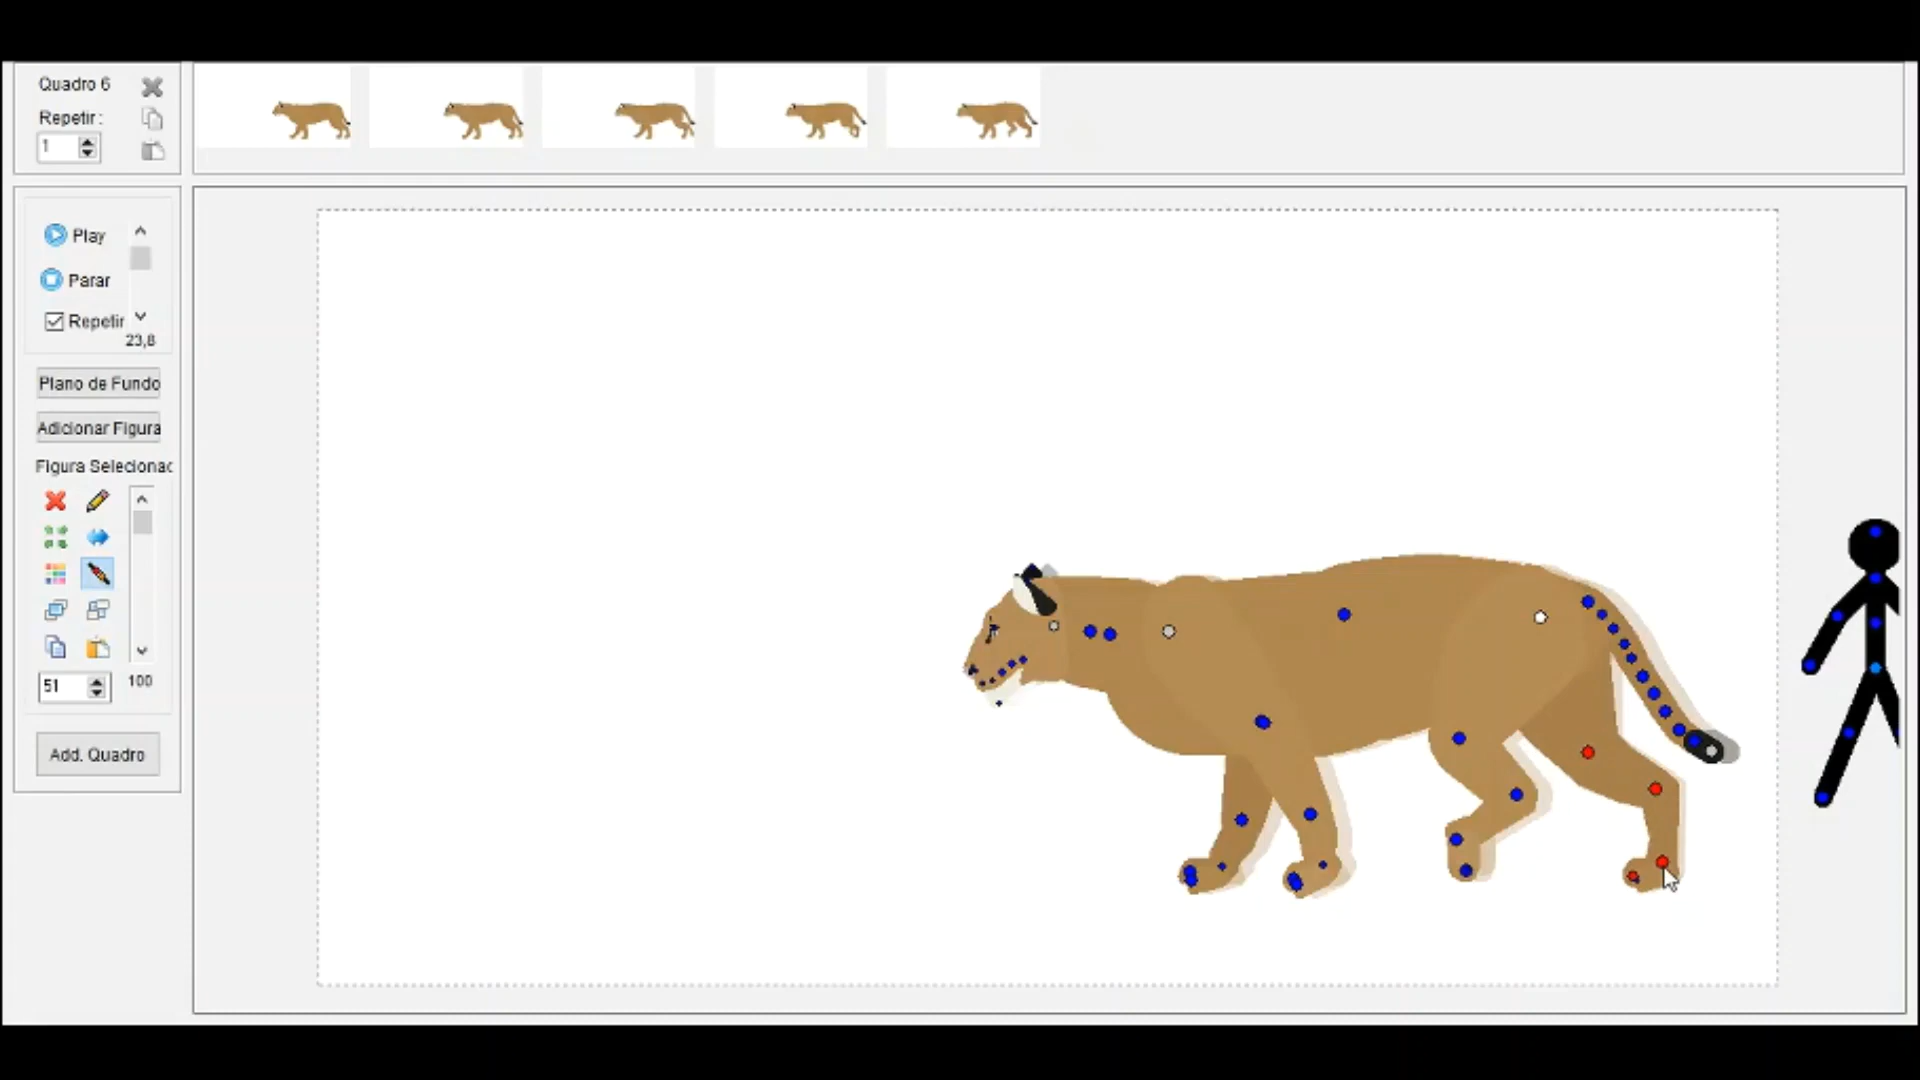 Quadro 6
Repetir:
1
Play
Parar
Repetir
23,8
Plano de Fundo
Adicionar Figura
Figura Selecionac
51
100
Add. Quadro